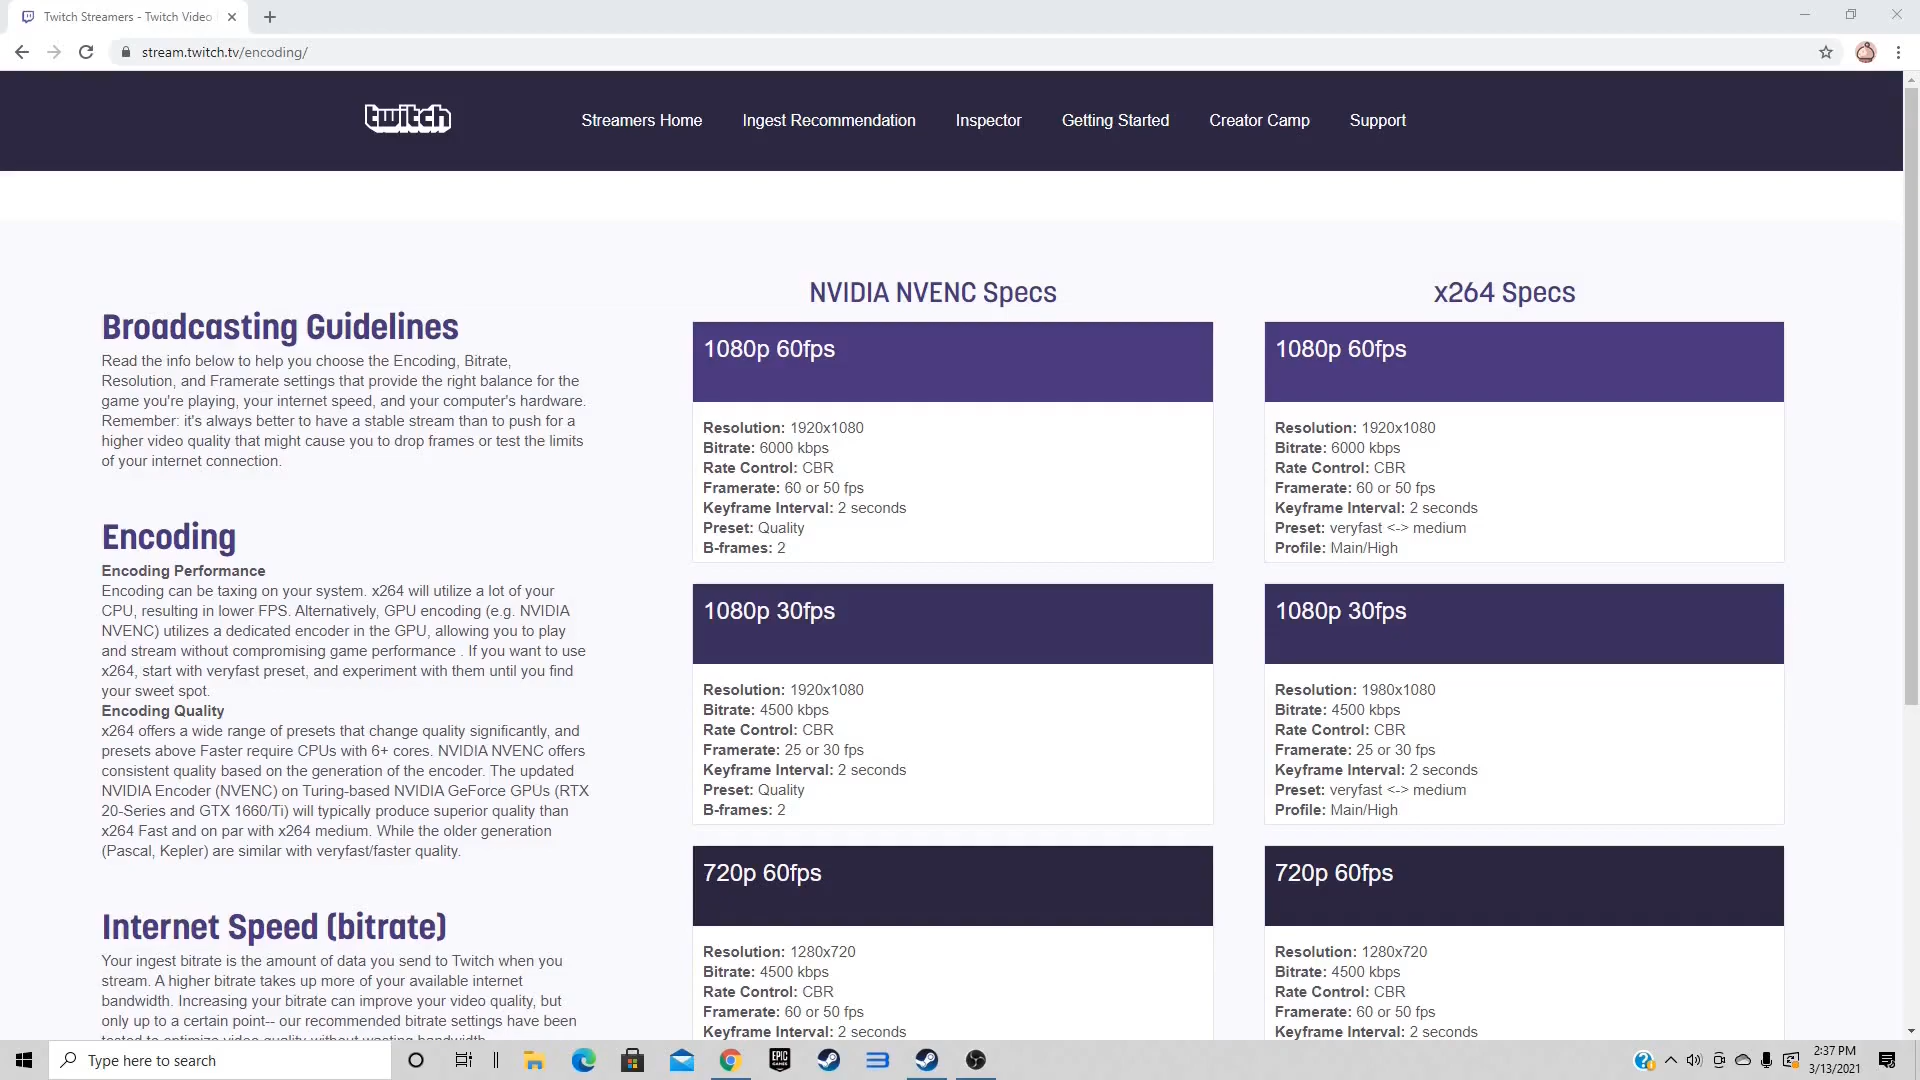 Twitch Streamers - Twitch Video
stream.twitch.tv/encoding/
twitch
Streamers Home
Ingest Recommendation
Inspector
Getting Started
Creator Camp
Support
Broadcasting Guidelines
Read the info below to help you choose the Encoding, Bitrate,
Resolution, and Framerate settings that provide the right balance for the
game you're playing, your internet speed, and your computer's hardware.
Remember: it's always better to have a stable stream than to push for a
higher video quality that might cause you to drop frames or test the limits
of your internet connection.
Encoding
Encoding Performance
Encoding can be taxing on your system. x264 will utilize a lot of your
CPU, resulting in lower FPS. Alternatively, GPU encoding (e.g. NVIDIA
NVENC) utilizes a dedicated encoder in the GPU, allowing you to play
and stream without compromising game performance . If you want to use
x264, start with veryfast preset, and experiment with them until you find
your sweet spot.
Encoding Quality
x264 offers a wide range of presets that change quality significantly, and
presets above Faster require CPUs with 6+ cores. NVIDIA NVENC offers
consistent quality based on the generation of the encoder. The updated
NVIDIA Encoder (NVENC) on Turing-based NVIDIA GeForce GPUs (RTX
20-Series and GTX 1660/Ti) will typically produce superior quality than
x264 Fast and on par with x264 medium. While the older generation
(Pascal, Kepler) are similar with veryfast/faster quality.
Internet Speed (bitrate)
Your ingest bitrate is the amount of data you send to Twitch when you
stream. A higher bitrate takes up more of your available internet
bandwidth. Increasing your bitrate can improve your video quality, but
only up to a certain point-- our recommended bitrate settings have been
tested to optimize video quality without wasting bandwidth.
NVIDIA NVENC Specs
1080p 60fps
Resolution: 1920x1080
Bitrate: 6000 kbps
Rate Control: CBR
Framerate: 60 or 50 fps
Keyframe Interval: 2 seconds
Preset: Quality
B-frames: 2
1080p 30fps
Resolution: 1920x1080
Bitrate: 4500 kbps
Rate Control: CBR
Framerate: 25 or 30 fps
Keyframe Interval: 2 seconds
Preset: Quality
B-frames: 2
720p 60fps
Resolution: 1280x720
Bitrate: 4500 kbps
Rate Control: CBR
Framerate: 60 or 50 fps
Keyframe Interval: 2 seconds
x264 Specs
1080p 60fps
Resolution: 1920x1080
Bitrate: 6000 kbps
Rate Control: CBR
Framerate: 60 or 50 fps
Keyframe Interval: 2 seconds
Preset: veryfast <-> medium
Profile: Main/High
1080p 30fps
Resolution: 1980x1080
Bitrate: 4500 kbps
Rate Control: CBR
Framerate: 25 or 30 fps
Keyframe Interval: 2 seconds
Preset: veryfast <-> medium
Profile: Main/High
720p 60fps
Resolution: 1280x720
Bitrate: 4500 kbps
Rate Control: CBR
Framerate: 60 or 50 fps
Keyframe Interval: 2 seconds
Type here to search
EPIC
GAMES
2:37 PM
3/13/2021